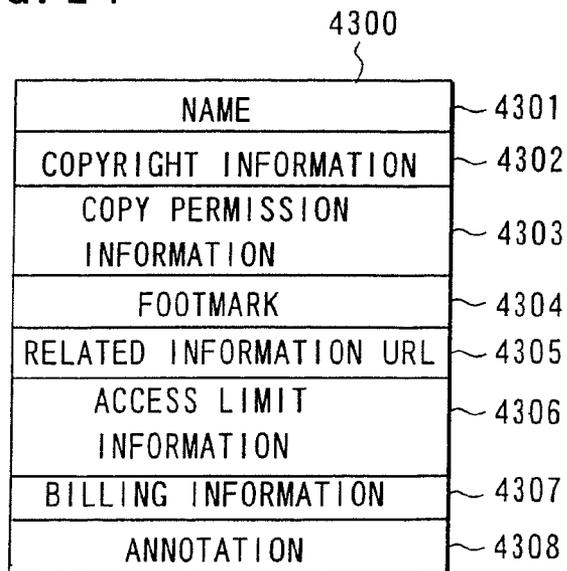 4300
NAME 4301
COPYRIGHT INFORMATION 4302
COPY PERMISSION
INFORMATION 4303
FOOTMARK 4304
RELATED INFORMATION URL 4305
ACCESS LIMIT
INFORMATION 4306
BILLING INFORMATION 4307
ANNOTATION 4308